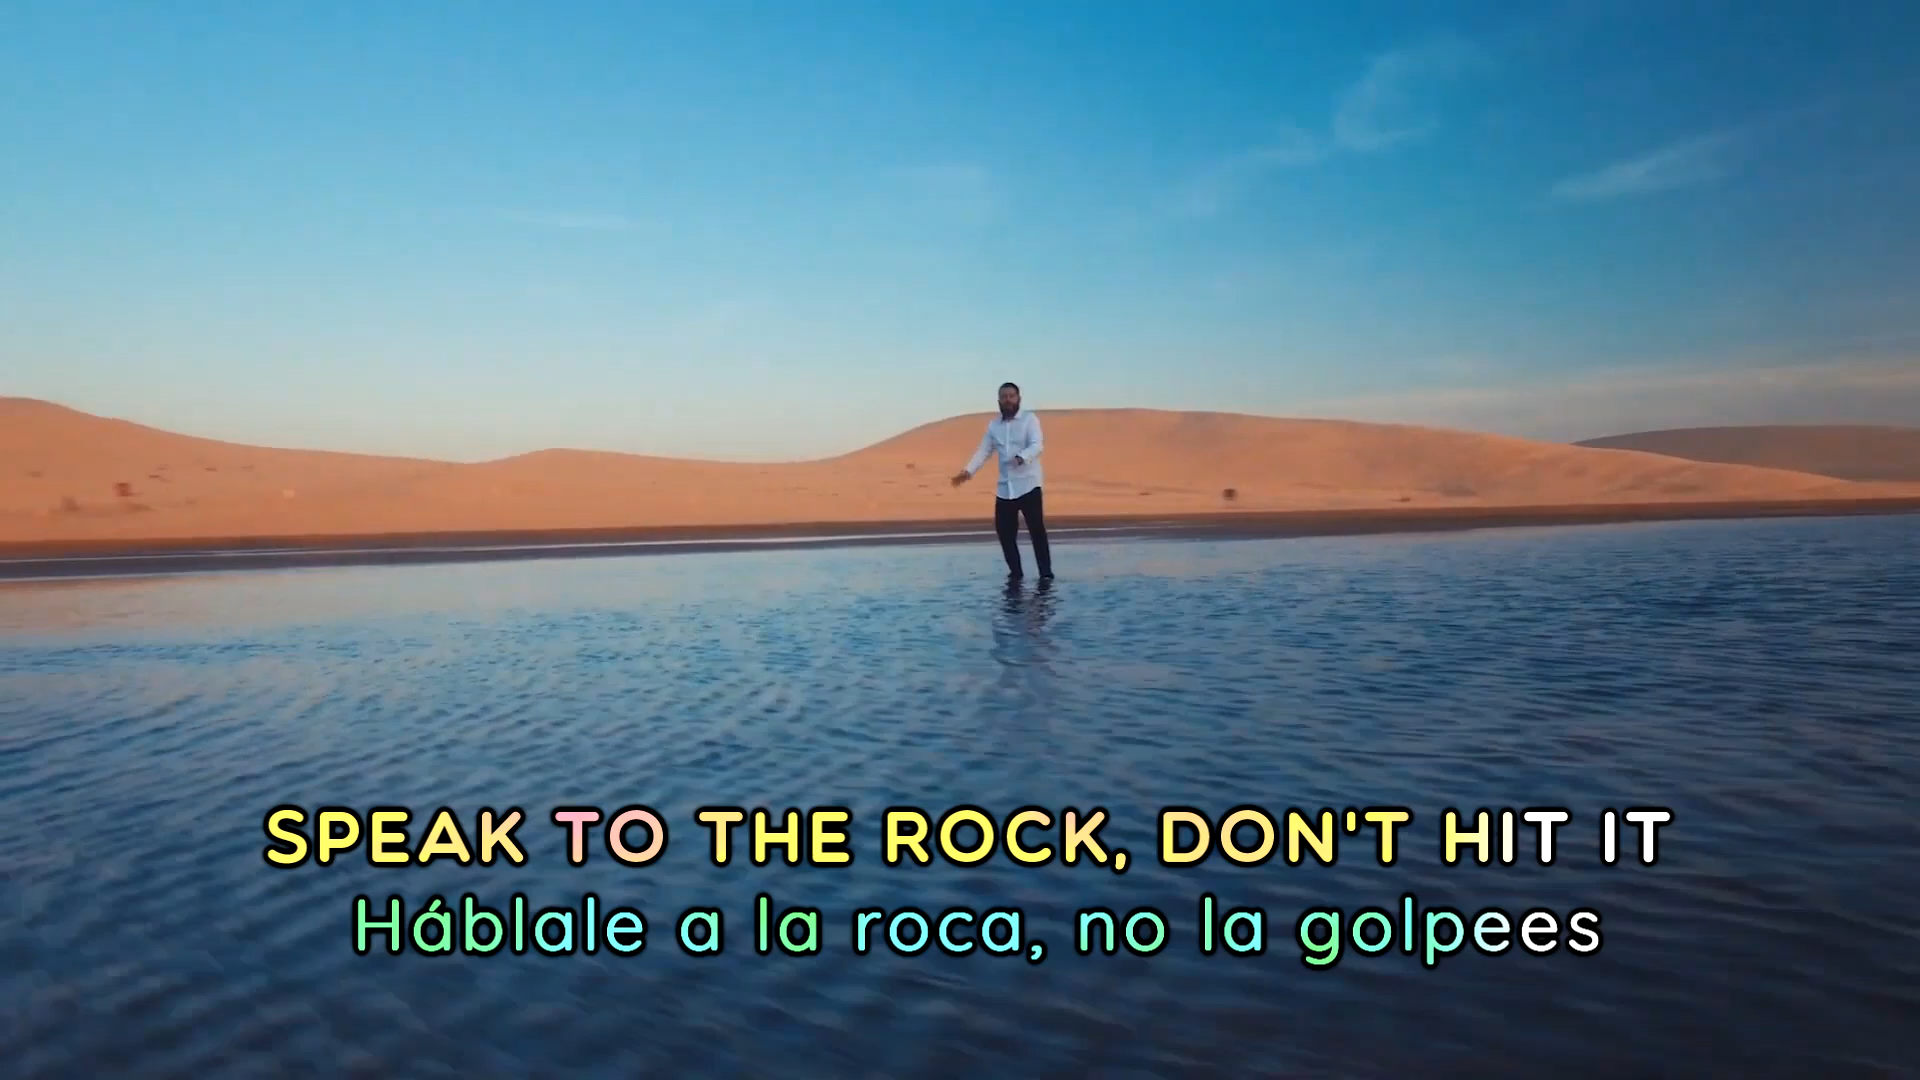 SPEAK TO THE ROCK, DON'T HIT IT
Háblale a la roca, no la golpees